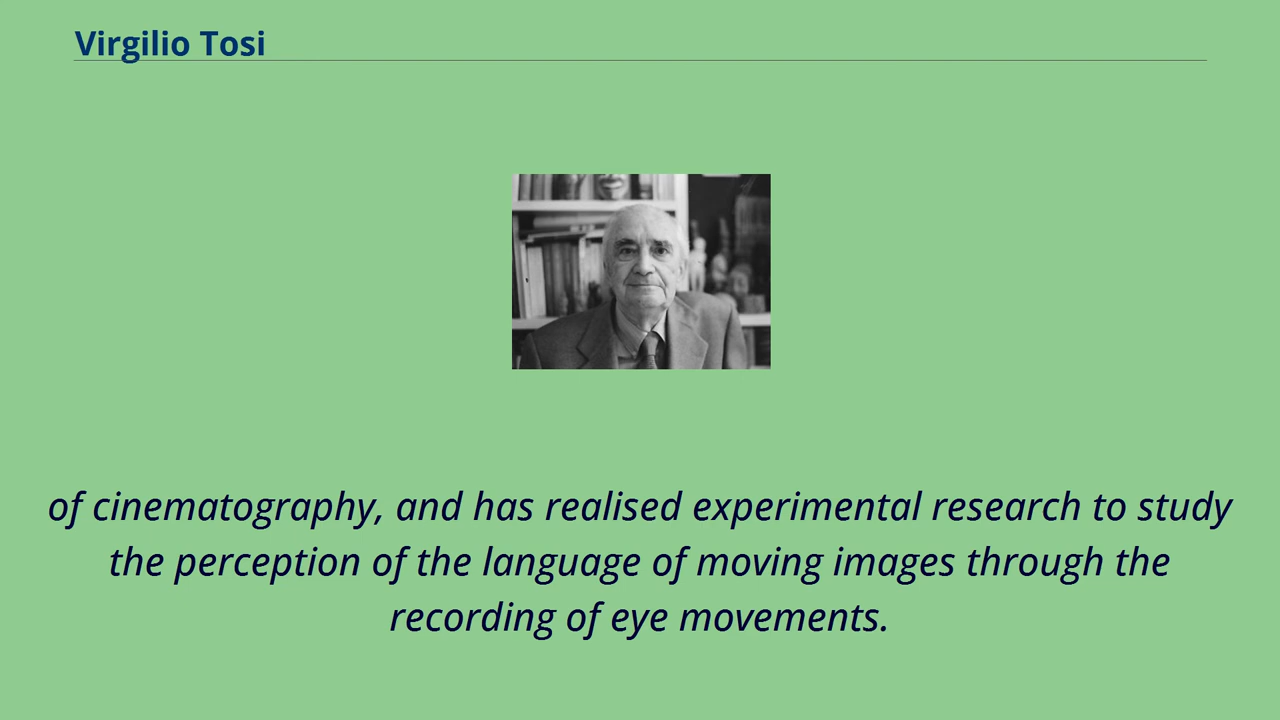 Virgilio Tosi
of cinematography, and has realised experimental research to study
the perception of the language of moving images through the
recording of eye movements.